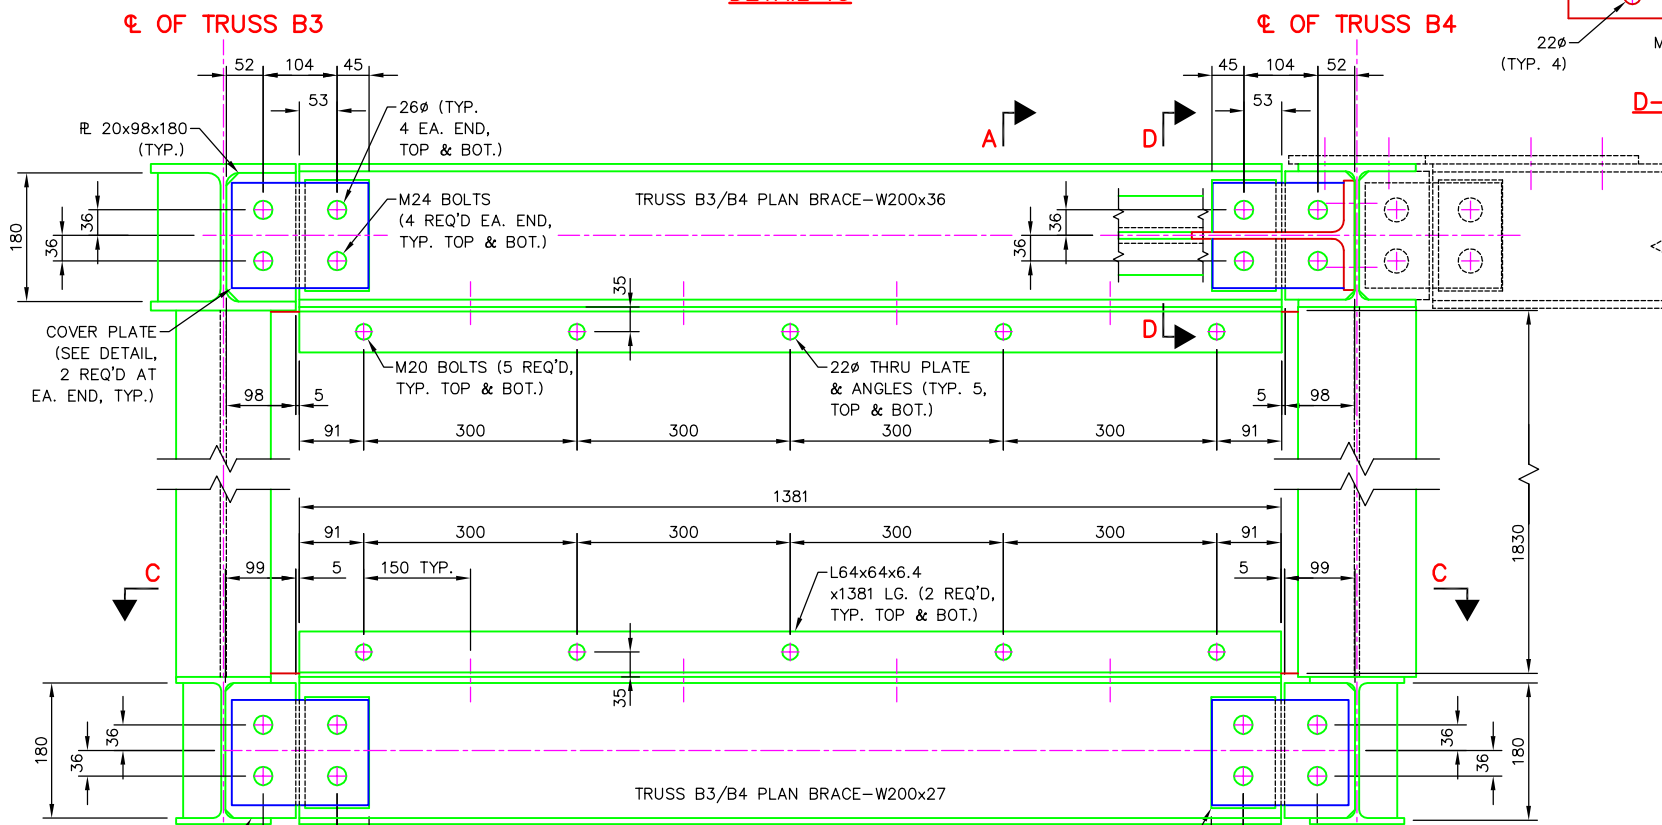 ℄ OF TRUSS B3
℄ OF TRUSS B4
22ø
(TYP. 4)
M
D-
52
104
45
53
45
104
52
53
℄ 20x98x180
(TYP.)
26ø (TYP.
4 EA. END,
TOP & BOT.)
A
D
M24 BOLTS
(4 REQ'D EA. END,
TYP. TOP & BOT.)
TRUSS B3/B4 PLAN BRACE-W200x36
180
36
36
36
36
35
COVER PLATE
(SEE DETAIL,
2 REQ'D AT
EA. END, TYP.)
M20 BOLTS (5 REQ'D,
TYP. TOP & BOT.)
22ø THRU PLATE
& ANGLES (TYP. 5,
TOP & BOT.)
D
98
5
5
98
91
300
300
300
300
91
1381
91
300
300
300
300
91
1830
C
99
5
150 TYP.
L64x64x6.4
x1381 LG. (2 REQ'D,
TYP. TOP & BOT.)
5
99
C
35
180
36
36
36
36
180
TRUSS B3/B4 PLAN BRACE-W200x27